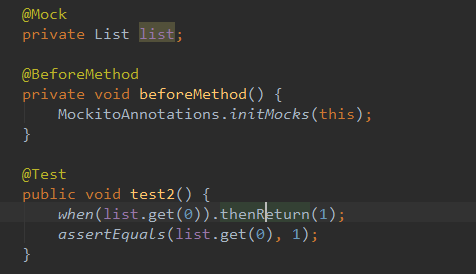 @Mock
private List list;
@BeforeMethod
private void beforeMethod() {
MockitoAnnotations.initMocks(this);
}
@Test
public void test2() {
when(list.get(0)).thenReturn(1);
assertEquals(list.get(0), 1);
}